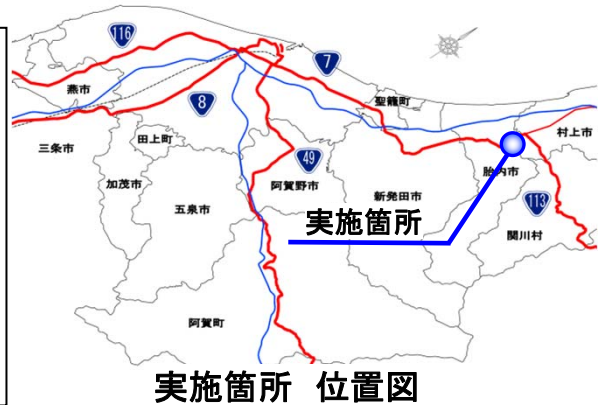 116
7
燕市
聖籠町
8
村上市
三条市
田上町
49
胎内市
加茂市
阿賀野市
新発田市
113
五泉市
実施箇所
関川村
阿賀町
実施箇所 位置図